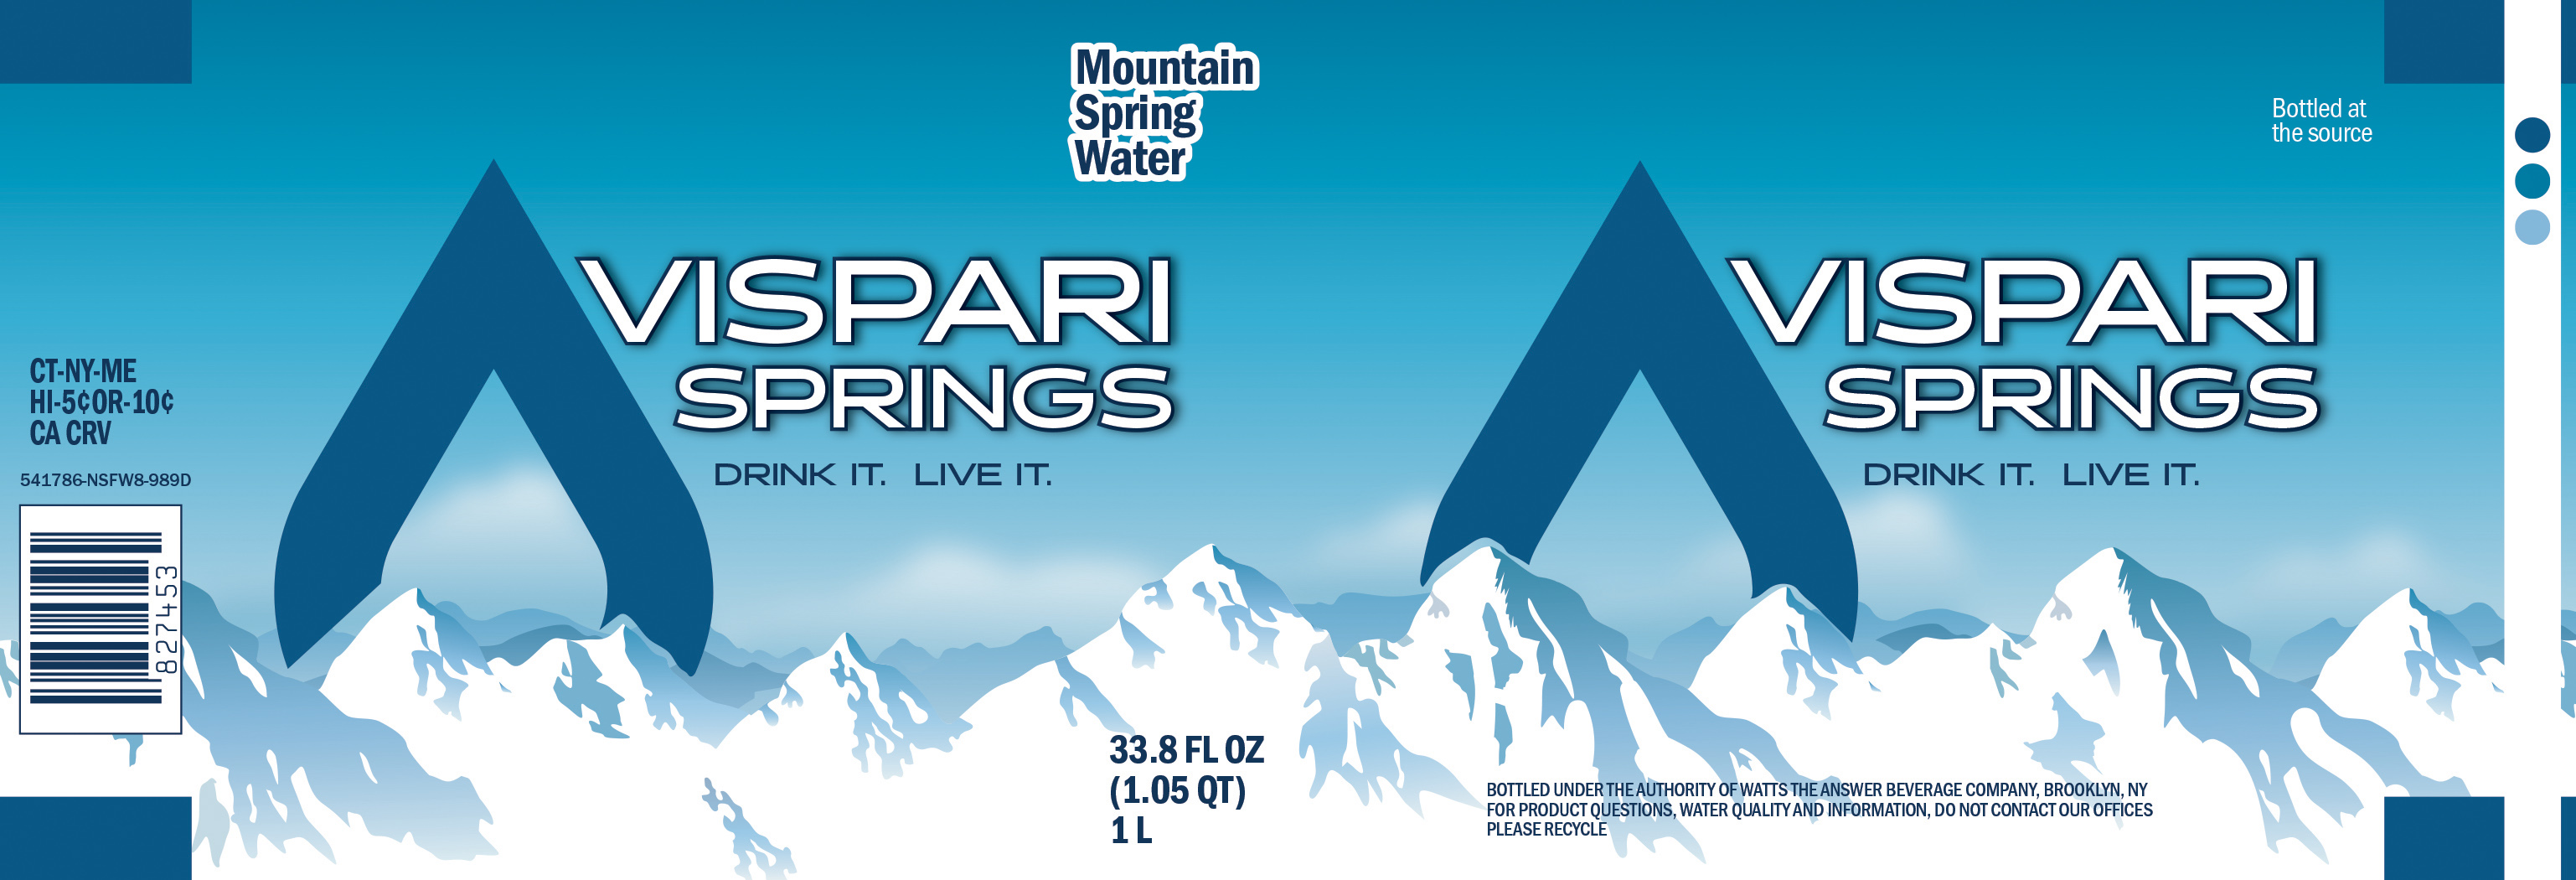 Mountain
Spring
Water
Bottled at
the source
VISPARI
SPRINGS
DRINK IT. LIVE IT.
VISPARI
SPRINGS
DRINK IT. LIVE IT.
CT-NY-ME
HI-5¢OR-10¢
CA CRV
541786-NSFW8-989D
827453
33.8 FL OZ
(1.05 QT)
1 L
BOTTLED UNDER THE AUTHORITY OF WATTS THE ANSWER BEVERAGE COMPANY, BROOKLYN, NY
FOR PRODUCT QUESTIONS, WATER QUALITY AND INFORMATION, DO NOT CONTACT OUR OFFICES
PLEASE RECYCLE